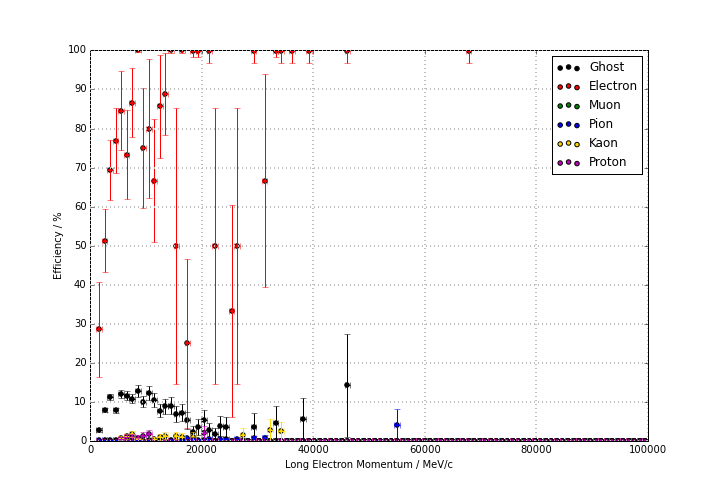 100
90
80
70
60
50
40
30
20
10
0
Efficiency / %
0 20000 40000 60000 80000 100000
Long Electron Momentum / MeV/c
Ghost
Electron
Muon
Pion
Kaon
Proton